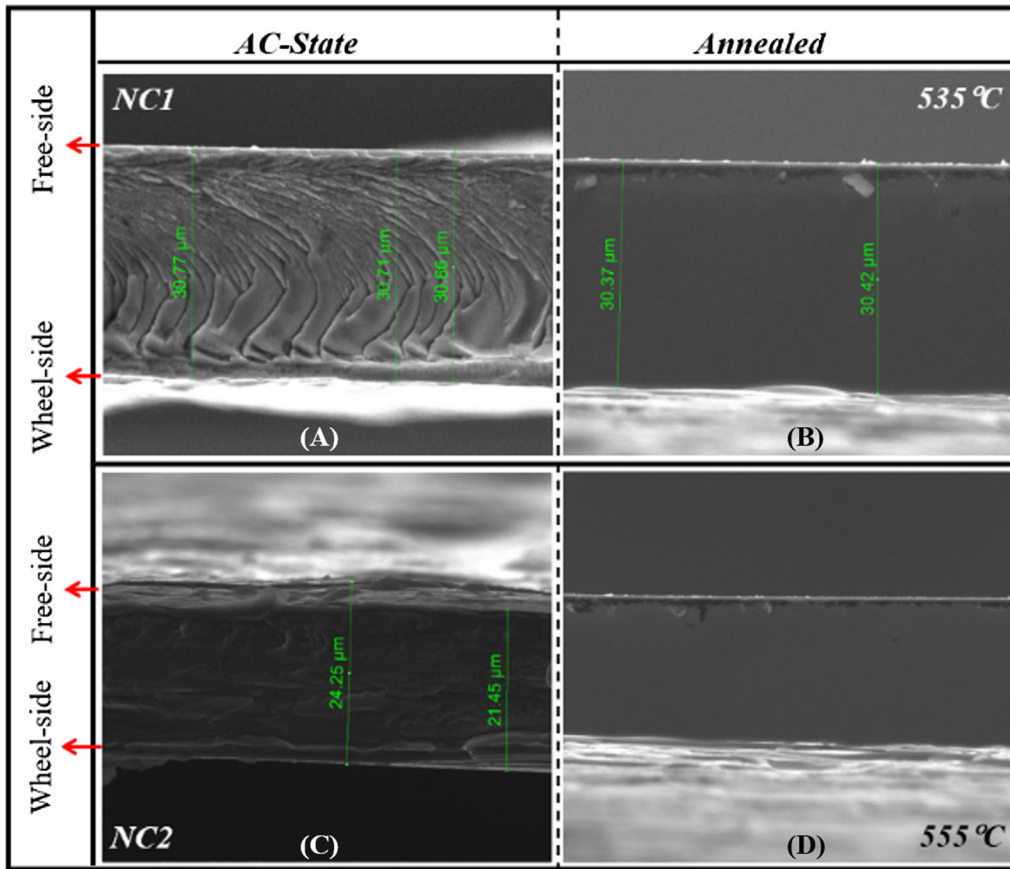 AC-State
Annealed
Free-side
Wheel-side
NC1
30.77 µm
30.71 µm
30.66 µm
(A)
535°C
30.37 µm
30.42 µm
(B)
Free-side
Wheel-side
24.25 µm
21.45 µm
NC2
(C)
(D)
555°C